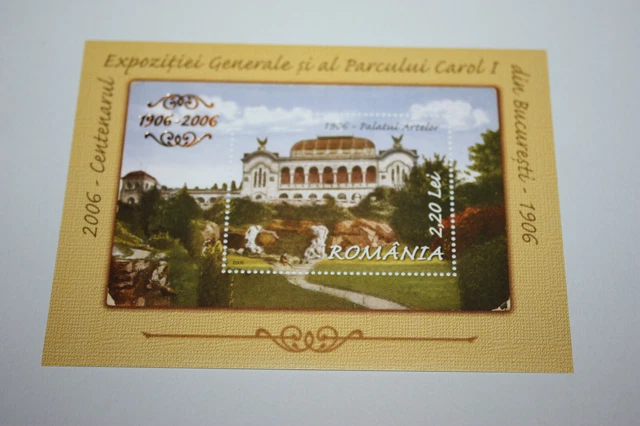 2006 - Centenarul
Expoziției Generale și al Parcului Carol I
din București - 1906
1906-2006
1906 - Palatul Artelor
2,20 Lei
ROMÂNIA